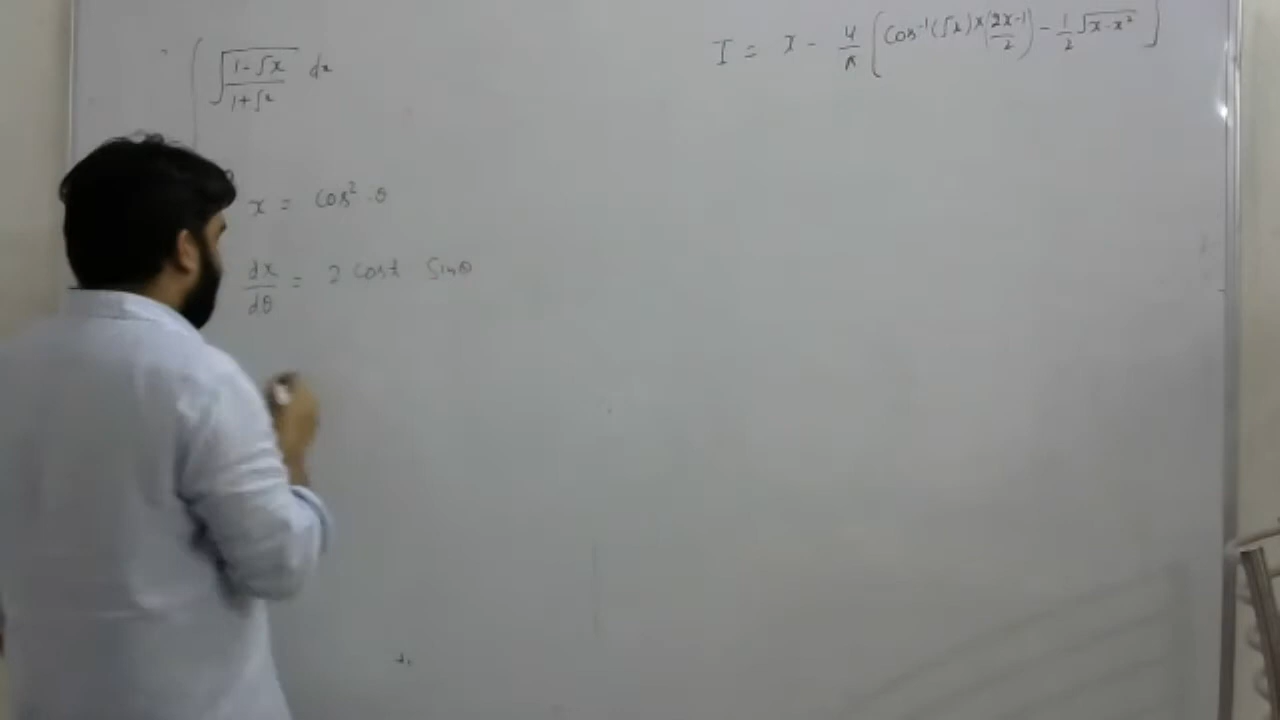 ∫ √((1-√x)/(1+√x)) dx
x = cos² θ
dx/dθ = 2 cost sinθ
I = x - 4/π [ cos⁻¹(√x) × (2x-1)/2) - 1/2 √(x-x²) ]